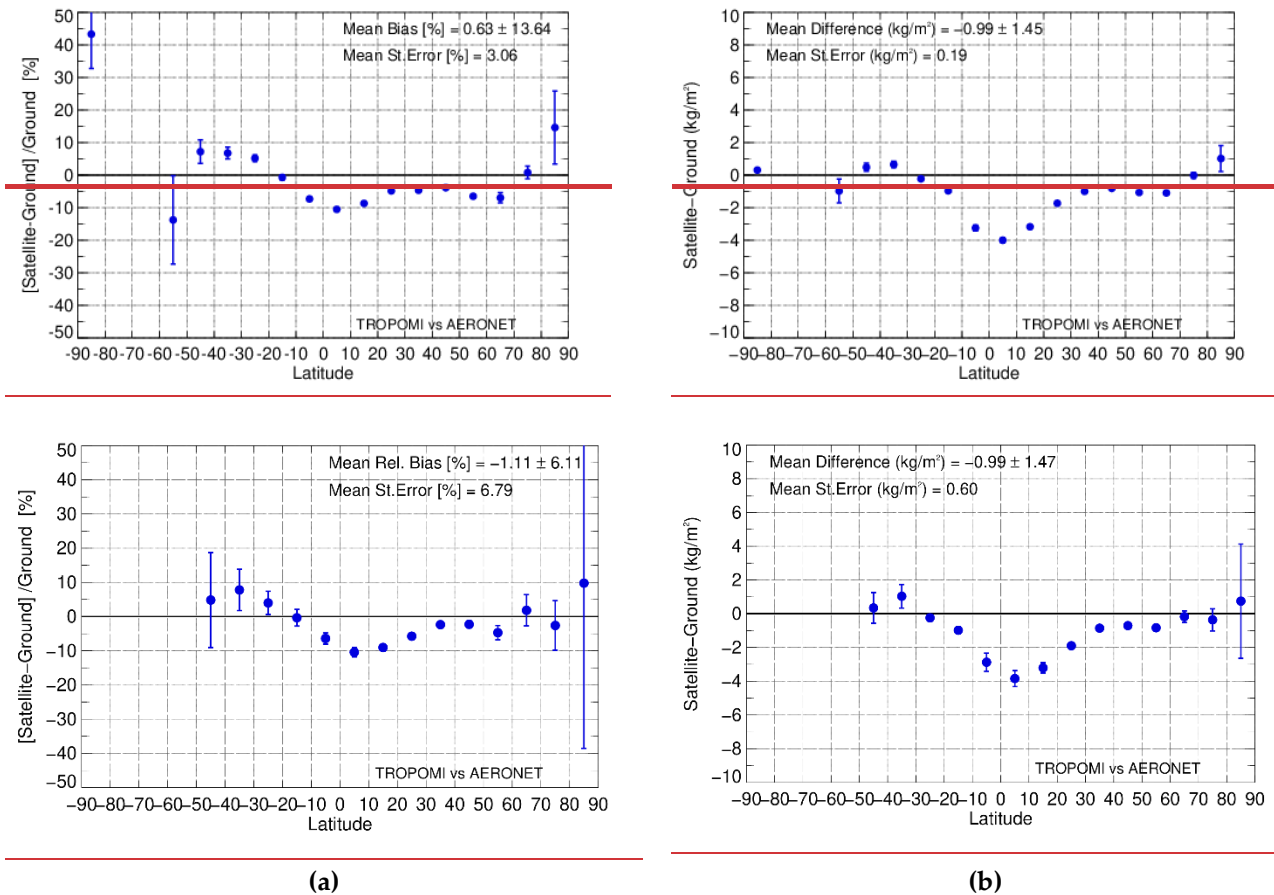 50
40
30
20
10
0
-10
-20
-30
-40
-50
[Satellite-Ground] /Ground [%]
Mean Bias [%] = 0.63 ± 13.64
Mean St.Error [%] = 3.06
TROPOMI vs AERONET
-90-80-70-60-50-40-30-20-10 0 10 20 30 40 50 60 70 80 90
Latitude
10
8
6
4
2
0
−2
−4
−6
−8
−10
Satellite−Ground (kg/m²)
Mean Difference (kg/m²) = −0.99 ± 1.45
Mean St.Error (kg/m²) = 0.19
TROPOMI vs AERONET
−90−80−70−60−50−40−30−20−10 0 10 20 30 40 50 60 70 80 90
Latitude
50
40
30
20
10
0
−10
−20
−30
−40
−50
[Satellite−Ground] /Ground [%]
Mean Rel. Bias [%] = −1.11 ± 6.11
Mean St.Error [%] = 6.79
TROPOMI vs AERONET
−90−80−70−60−50−40−30−20−10 0 10 20 30 40 50 60 70 80 90
Latitude
10
8
6
4
2
0
−2
−4
−6
−8
−10
Satellite−Ground (kg/m²)
Mean Difference (kg/m²) = −0.99 ± 1.47
Mean St.Error (kg/m²) = 0.60
TROPOMI vs AERONET
−90−80−70−60−50−40−30−20−10 0 10 20 30 40 50 60 70 80 90
Latitude
(a)
(b)